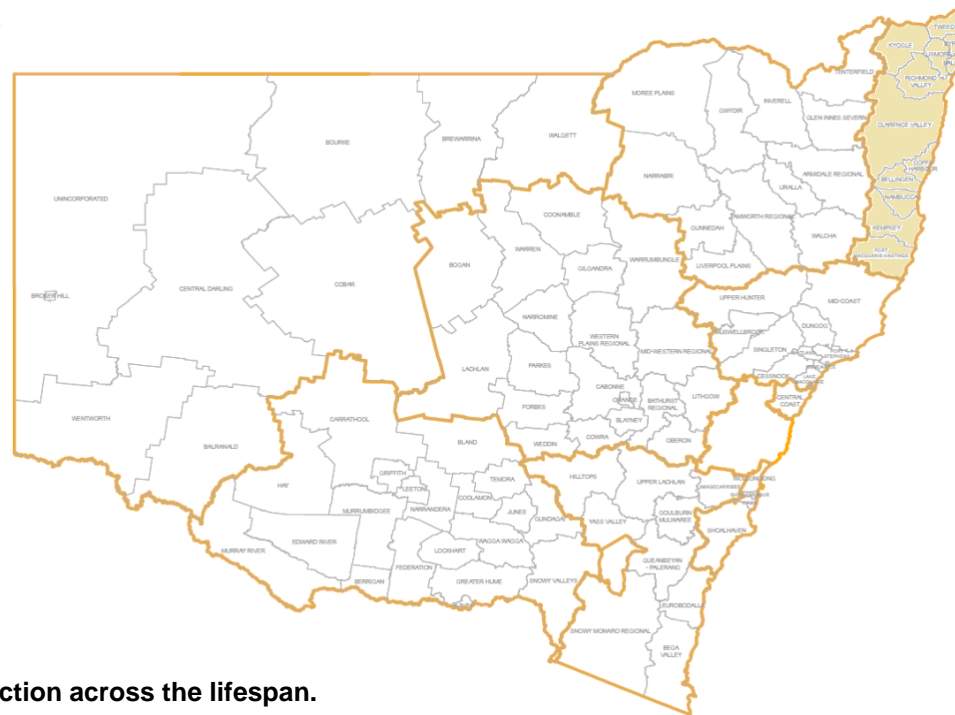 KYOGLE
TENTERFIELD
RICHMOND
VALLEY
MOREE PLAINS
INVERELL
GWYDIR
GLEN INNES SEVERN
CLARENCE VALLEY
BOURKE
BREWARRINA
WALGETT
NARRABRI
ARMIDALE REGIONAL
URALLA
BELLINGEN
NAMBUCCA
UNINCORPORATED
COONAMBLE
GUNNEDAH
TAMWORTH REGIONAL
WALCHA
KEMPSEY
BOGAN
WARREN
GILGANDRA
WARRUMBUNGLE
LIVERPOOL PLAINS
PORT
MACQUARIE-HASTINGS
BROKEN HILL
CENTRAL DARLING
COBAR
NARROMINE
UPPER HUNTER
MID-COAST
WESTERN
PLAINS REGIONAL
MID-WESTERN REGIONAL
MUSWELLBROOK
DUNGOG
SINGLETON
LACHLAN
PARKES
CESSNOCK
CABONNE
ORANGE
BATHURST
REGIONAL
LITHGOW
CENTRAL
COAST
WENTWORTH
BALRANALD
CARRATHOOL
FORBES
BLAYNEY
OBERON
COWRA
WEDDIN
BLAND
HAY
GRIFFITH
LEETON
TEMORA
HILLTOPS
UPPER LACHLAN
WINGECARRIBEE
WOLLONGONG
MURRUMBIDGEE
NARRANDERA
COOLAMON
JUNEE
GUNDAGAI
YASS VALLEY
GOULBURN
MULWAREE
SHOALHAVEN
MURRAY RIVER
EDWARD RIVER
LOCKHART
WAGGA WAGGA
FEDERATION
BERRIGAN
GREATER HUME
SNOWY VALLEYS
QUEANBEYAN
- PALERANG
EUROBODALLA
SNOWY MONARO REGIONAL
BEGA
VALLEY
ction across the lifespan.